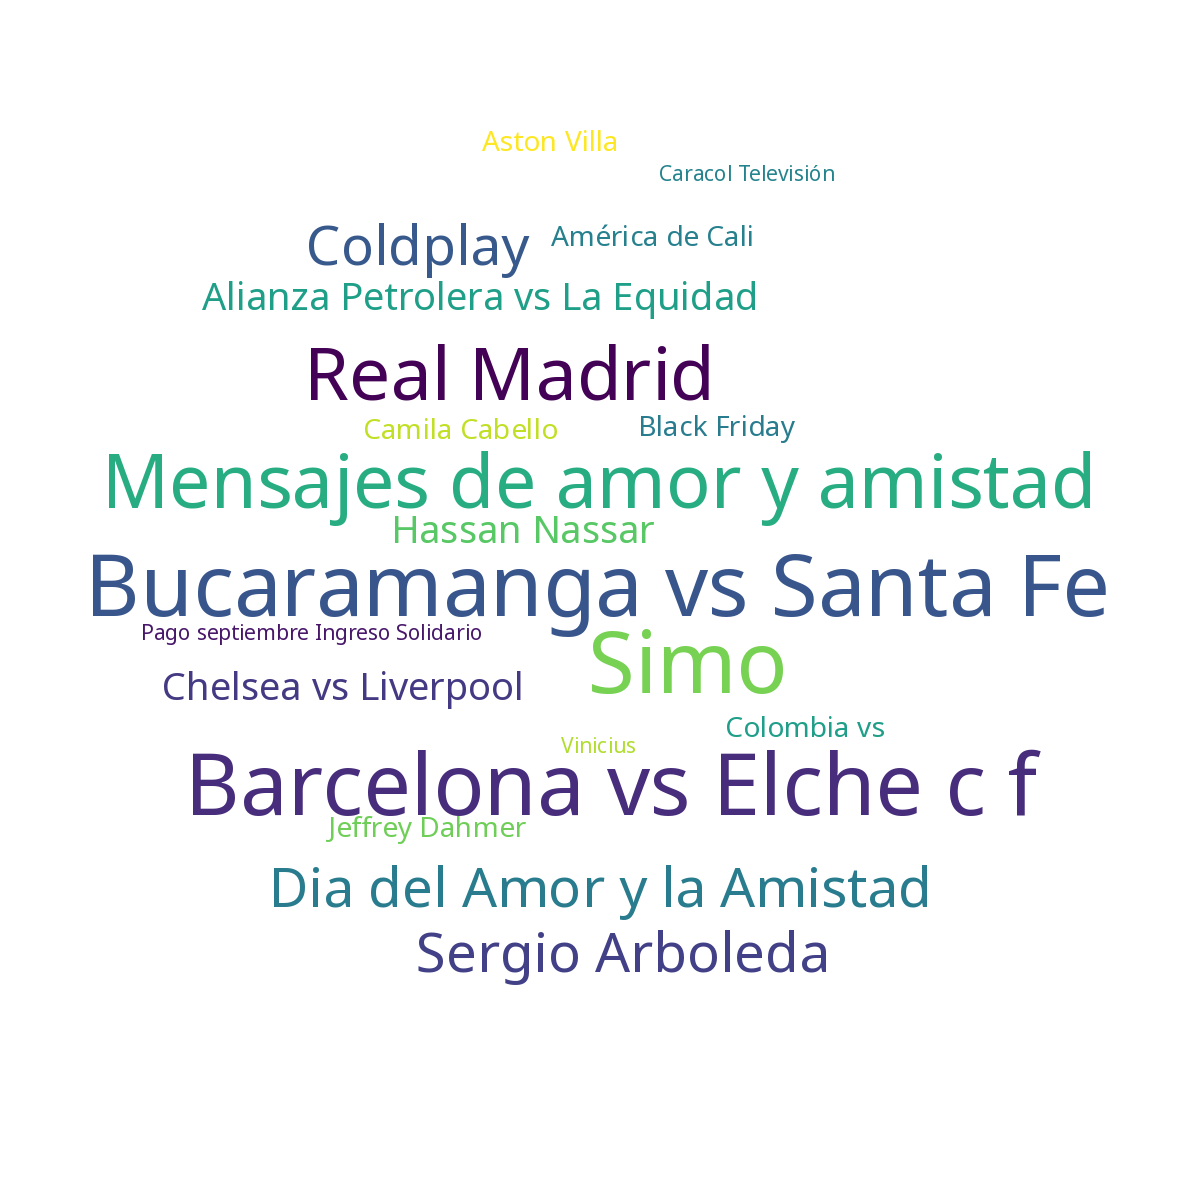 Aston Villa
Caracol Televisión
Coldplay
América de Cali
Alianza Petrolera vs La Equidad
Real Madrid
Camila Cabello
Black Friday
Mensajes de amor y amistad
Hassan Nassar
Bucaramanga vs Santa Fe
Pago septiembre Ingreso Solidario
Simo
Chelsea vs Liverpool
Colombia vs
Vinicius
Barcelona vs Elche c f
Jeffrey Dahmer
Dia del Amor y la Amistad
Sergio Arboleda